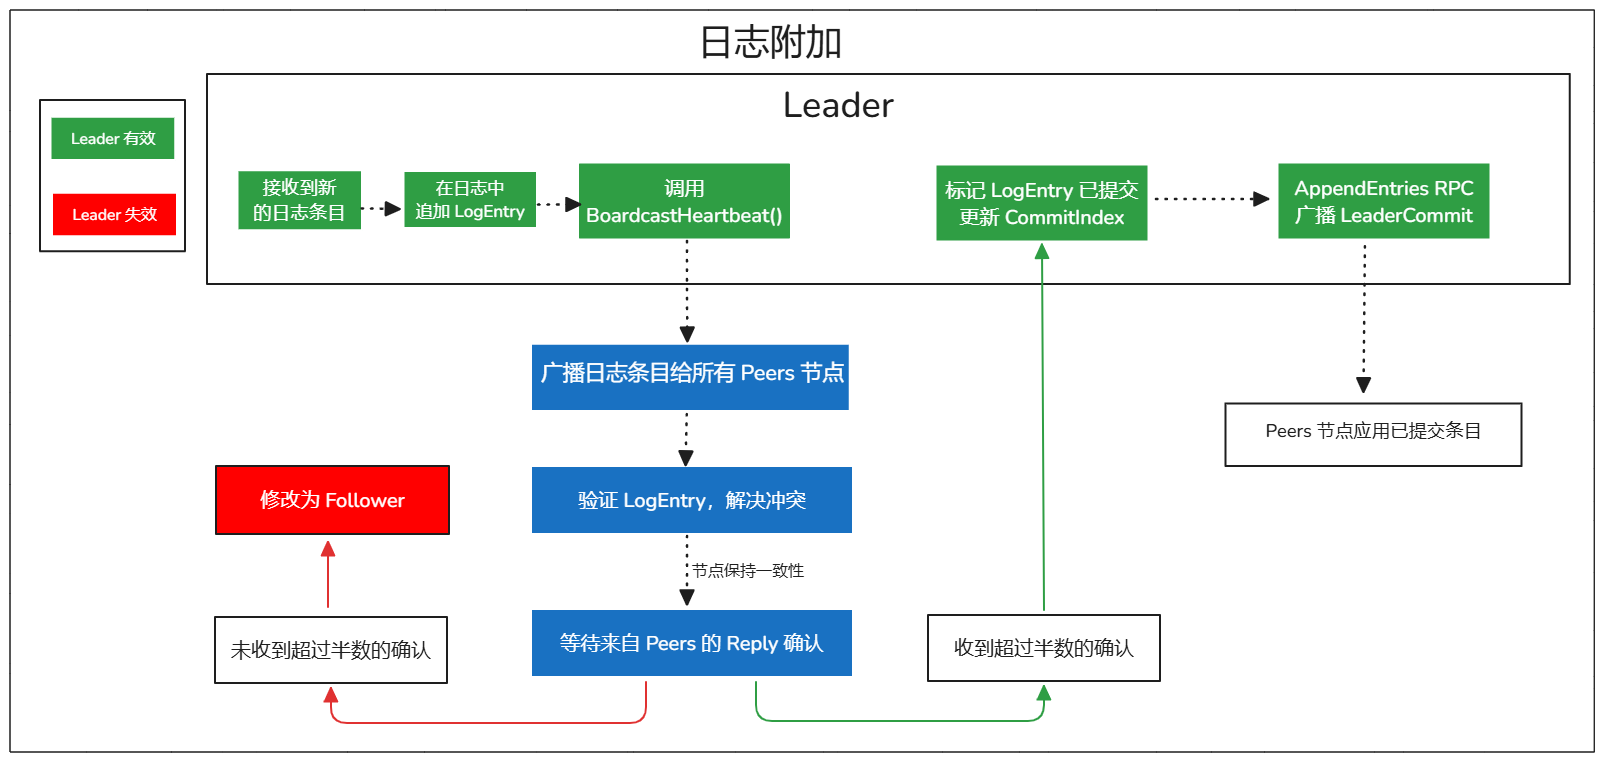 日志附加
Leader
Leader 有效
Leader 失效
接收到新
的日志条目
在日志中
追加 LogEntry
调用
BoardcastHeartbeat()
标记 LogEntry 已提交
更新 CommitIndex
AppendEntries RPC
广播 LeaderCommit
广播日志条目给所有 Peers 节点
Peers 节点应用已提交条目
修改为 Follower
验证 LogEntry，解决冲突
节点保持一致性
未收到超过半数的确认
等待来自 Peers 的 Reply 确认
收到超过半数的确认